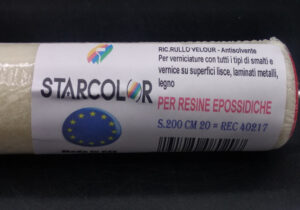 RIC.RULLO VELOUR - Antisolvente
Per verniciature con tutti i tipi di smalti e
vernice su superfici lisce, laminati metalli,
legno
STARCOLOR
PER RESINE EPOSSIDICHE
S.200 CM 20 = REC 40217